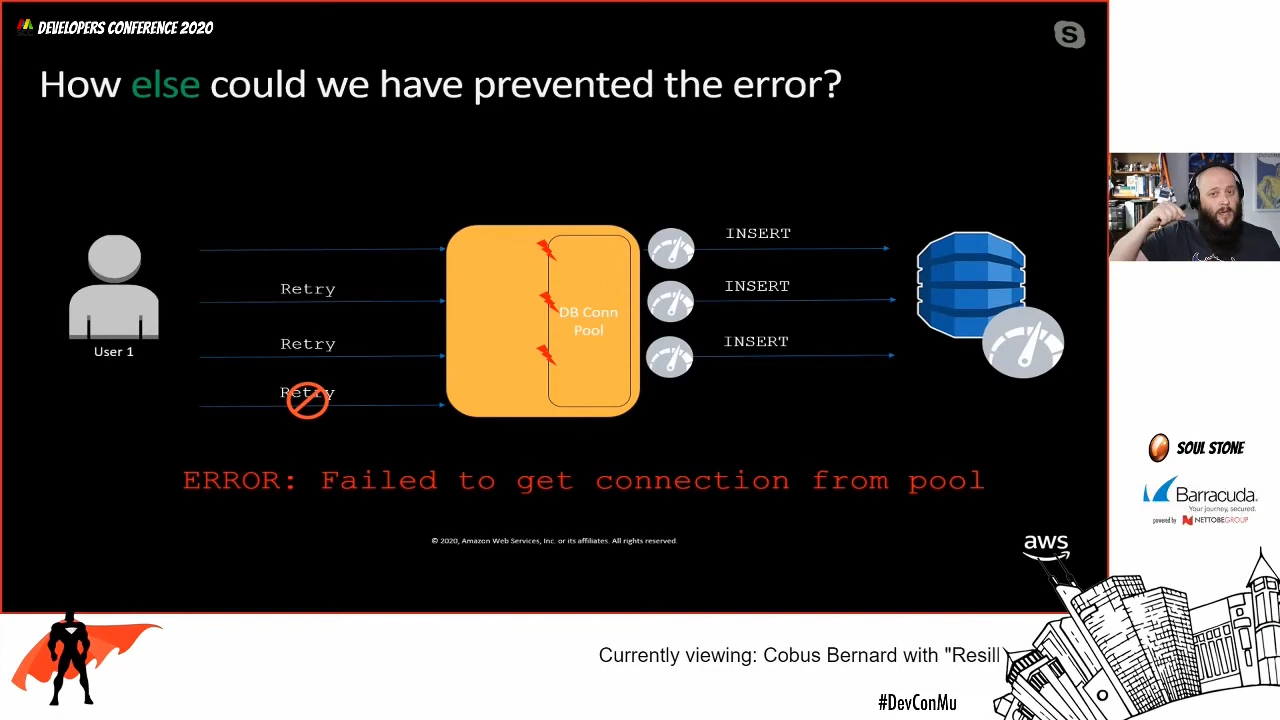 DEVELOPERS CONFERENCE 2020
How else could we have prevented the error?
INSERT
Retry
INSERT
DB Conn
Pool
Retry
INSERT
User 1
Retry
ERROR: Failed to get connection from pool
© 2020, Amazon Web Services, Inc. or its affiliates. All rights reserved.
aws
SOUL STONE
Barracuda.
Your journey, secured.
powered by NETTOBEGROUP
Currently viewing: Cobus Bernard with "Resill
#DevConMu